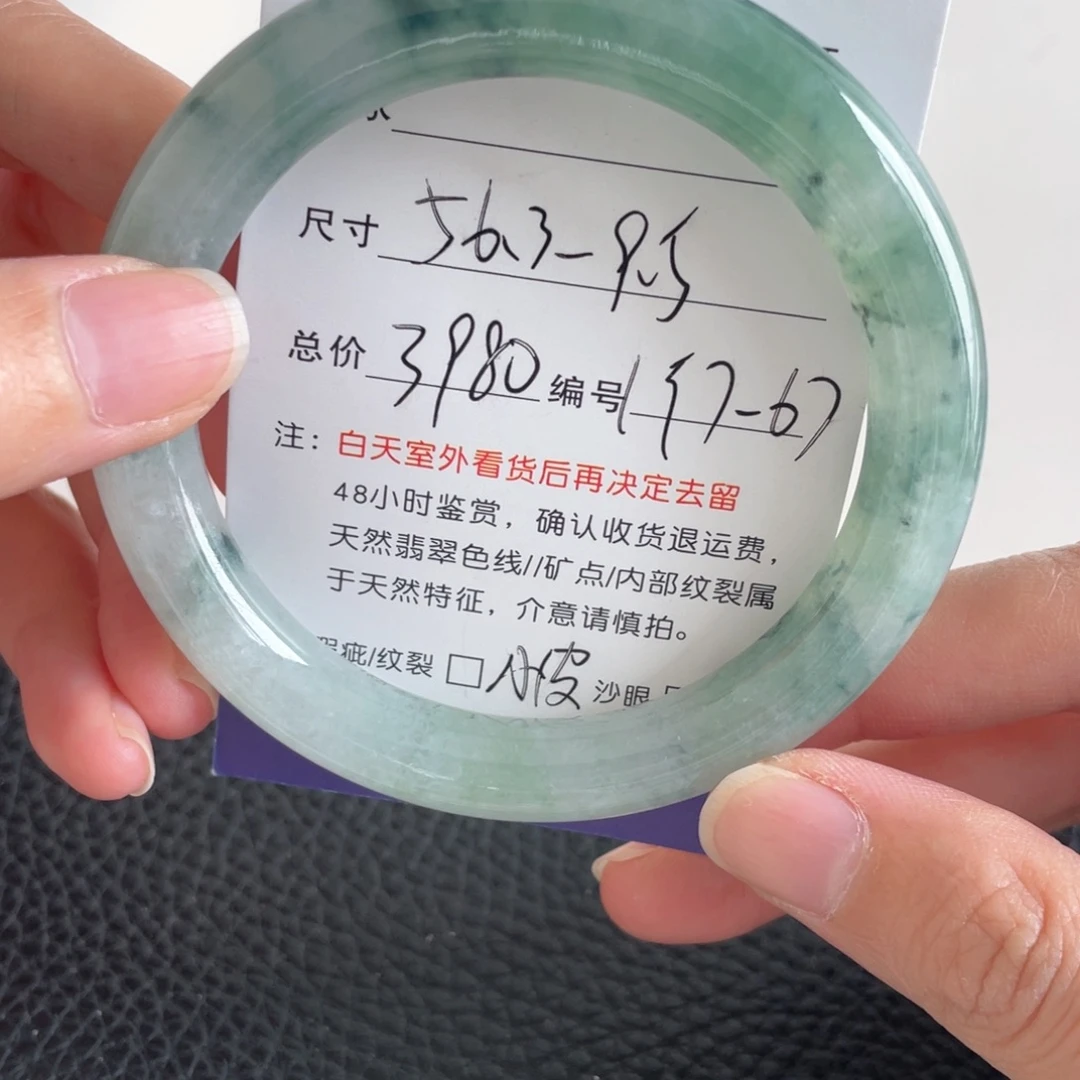 尺寸 56.3-9.5
总价 3980 编号 157-67
注：白天室外看货后再决定去留
48小时鉴赏，确认收货退运费，
天然翡翠色线//矿点/内部纹裂属
于天然特征，介意请慎拍。
瑕疵/纹裂 □ 沙眼